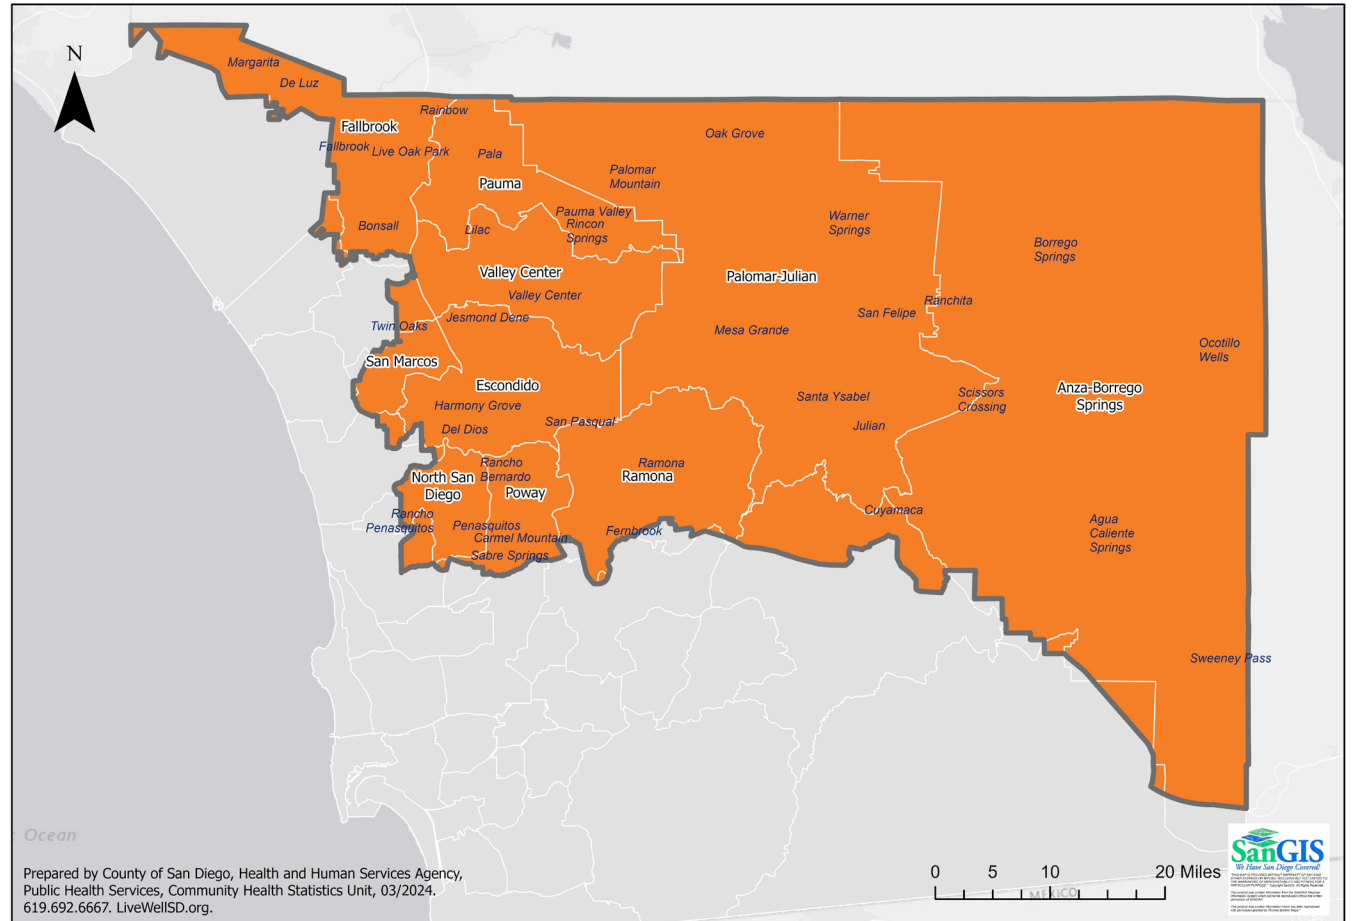 N
Margarita
De Luz
Rainbow
Fallbrook
Fallbrook
Live Oak Park
Pala
Oak Grove
Pauma
Palomar
Mountain
Bonsall
Lilac
Pauma Valley
Rincon
Springs
Warner
Springs
Borrego
Springs
Valley Center
Valley Center
Palomar-Julian
Ranchita
San Felipe
Twin Oaks
Jesmond Dene
Mesa Grande
Ocotillo
Wells
San Marcos
Escondido
Anza-Borrego
Springs
Harmony Grove
Santa Ysabel
Scissors
Crossing
Del Dios
San Pasqual
Julian
Rancho
Bernardo
Ramona
Ramona
North San
Diego
Poway
Rancho
Penasquitos
Penasquitos
Carmel Mountain
Sabre Springs
Fernbrook
Cuyamaca
Agua
Caliente
Springs
Sweeney Pass
Ocean
Prepared by County of San Diego, Health and Human Services Agency,
Public Health Services, Community Health Statistics Unit, 03/2024.
619.692.6667. LiveWellSD.org.
0 5 10 20 Miles
MEXICO
SanGIS
We Have San Diego Covered!